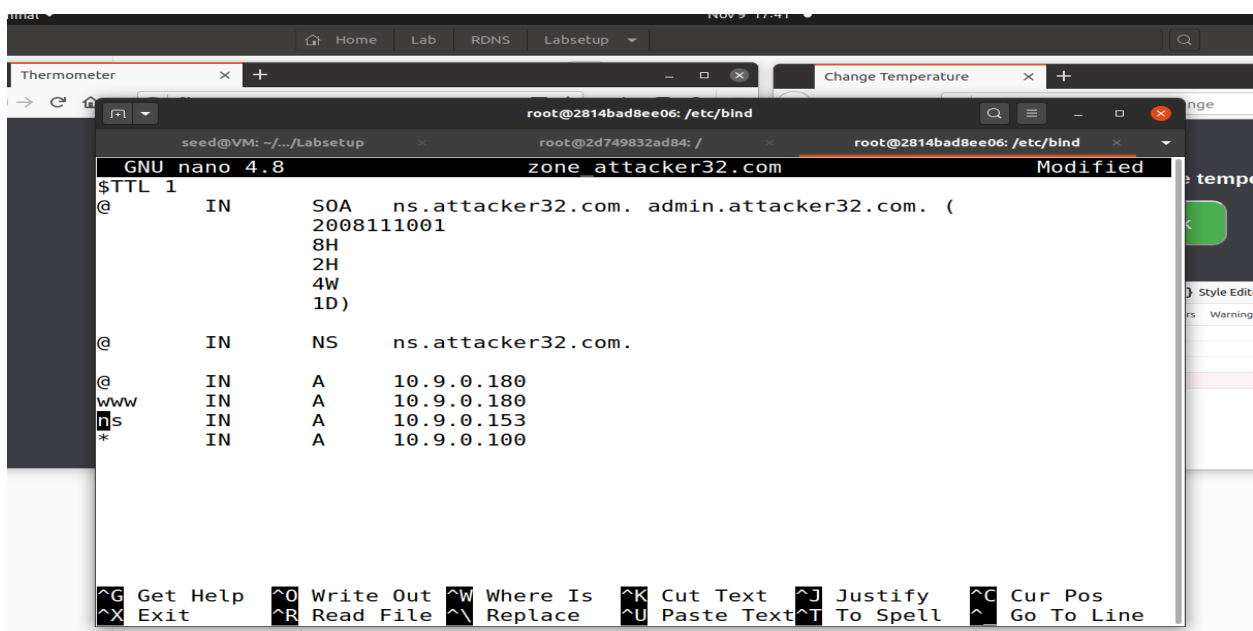 Nov 9 17:41
Home Lab RDNS Labsetup
Thermometer
Change Temperature
root@2814bad8ee06: /etc/bind
seed@VM: ~/.../Labsetup root@2d749832ad84: / root@2814bad8ee06: /etc/bind
GNU nano 4.8 zone_attacker32.com Modified
$TTL 1
@ IN SOA ns.attacker32.com. admin.attacker32.com. (
2008111001
8H
2H
4W
1D)
@ IN NS ns.attacker32.com.
@ IN A 10.9.0.180
www IN A 10.9.0.180
ns IN A 10.9.0.153
* IN A 10.9.0.100
^G Get Help ^O Write Out ^W Where Is ^K Cut Text ^J Justify ^C Cur Pos
^X Exit ^R Read File ^\ Replace ^U Paste Text ^T To Spell ^_ Go To Line